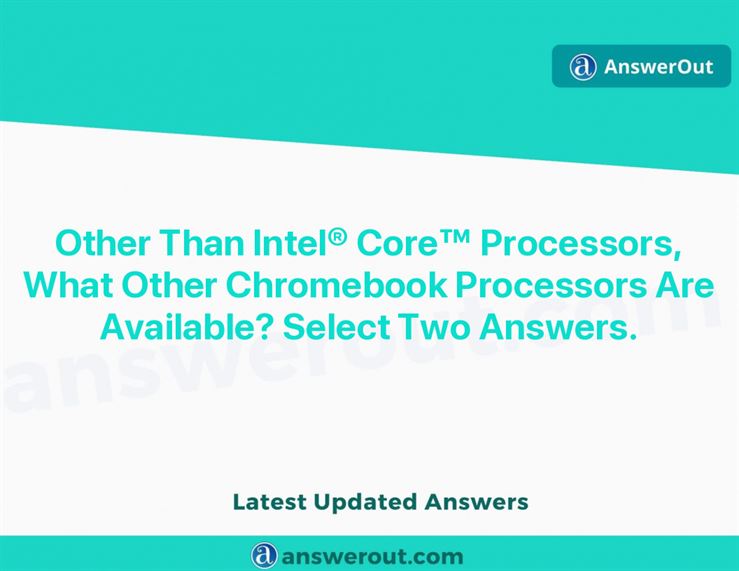 AnswerOut
Other Than Intel® Core™ Processors,
What Other Chromebook Processors Are
Available? Select Two Answers.
answerout.com
Latest Updated Answers
answerout.com